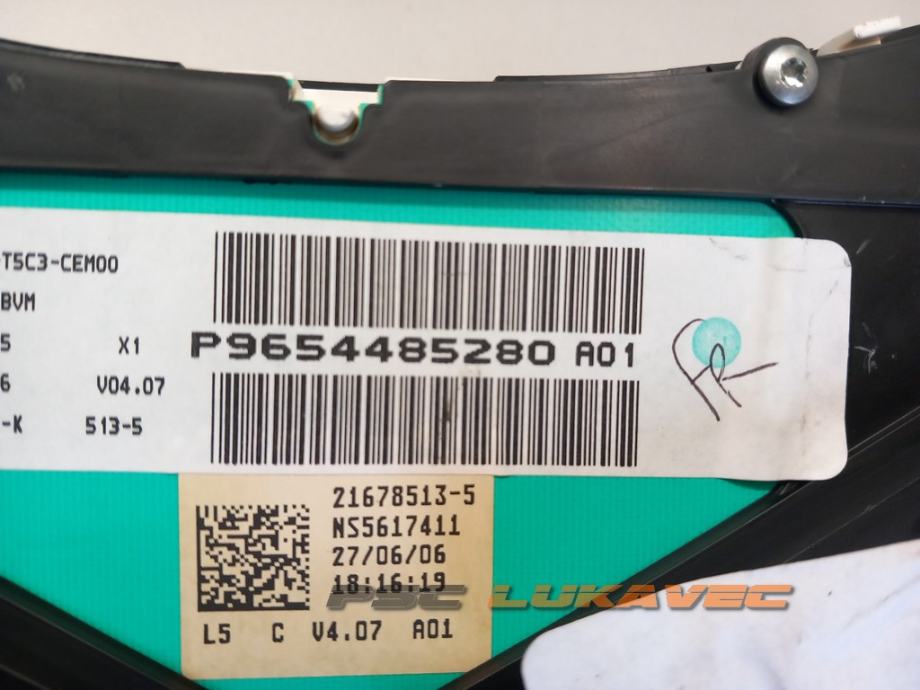 T5C3-CEM00
BVM
5 X1
P9654485280 A01
6 V04.07
-K 513-5
21678513-5
NS5617411
27/06/06
18:16:19
PSC LUKAVEC
L5 C V4.07 A01